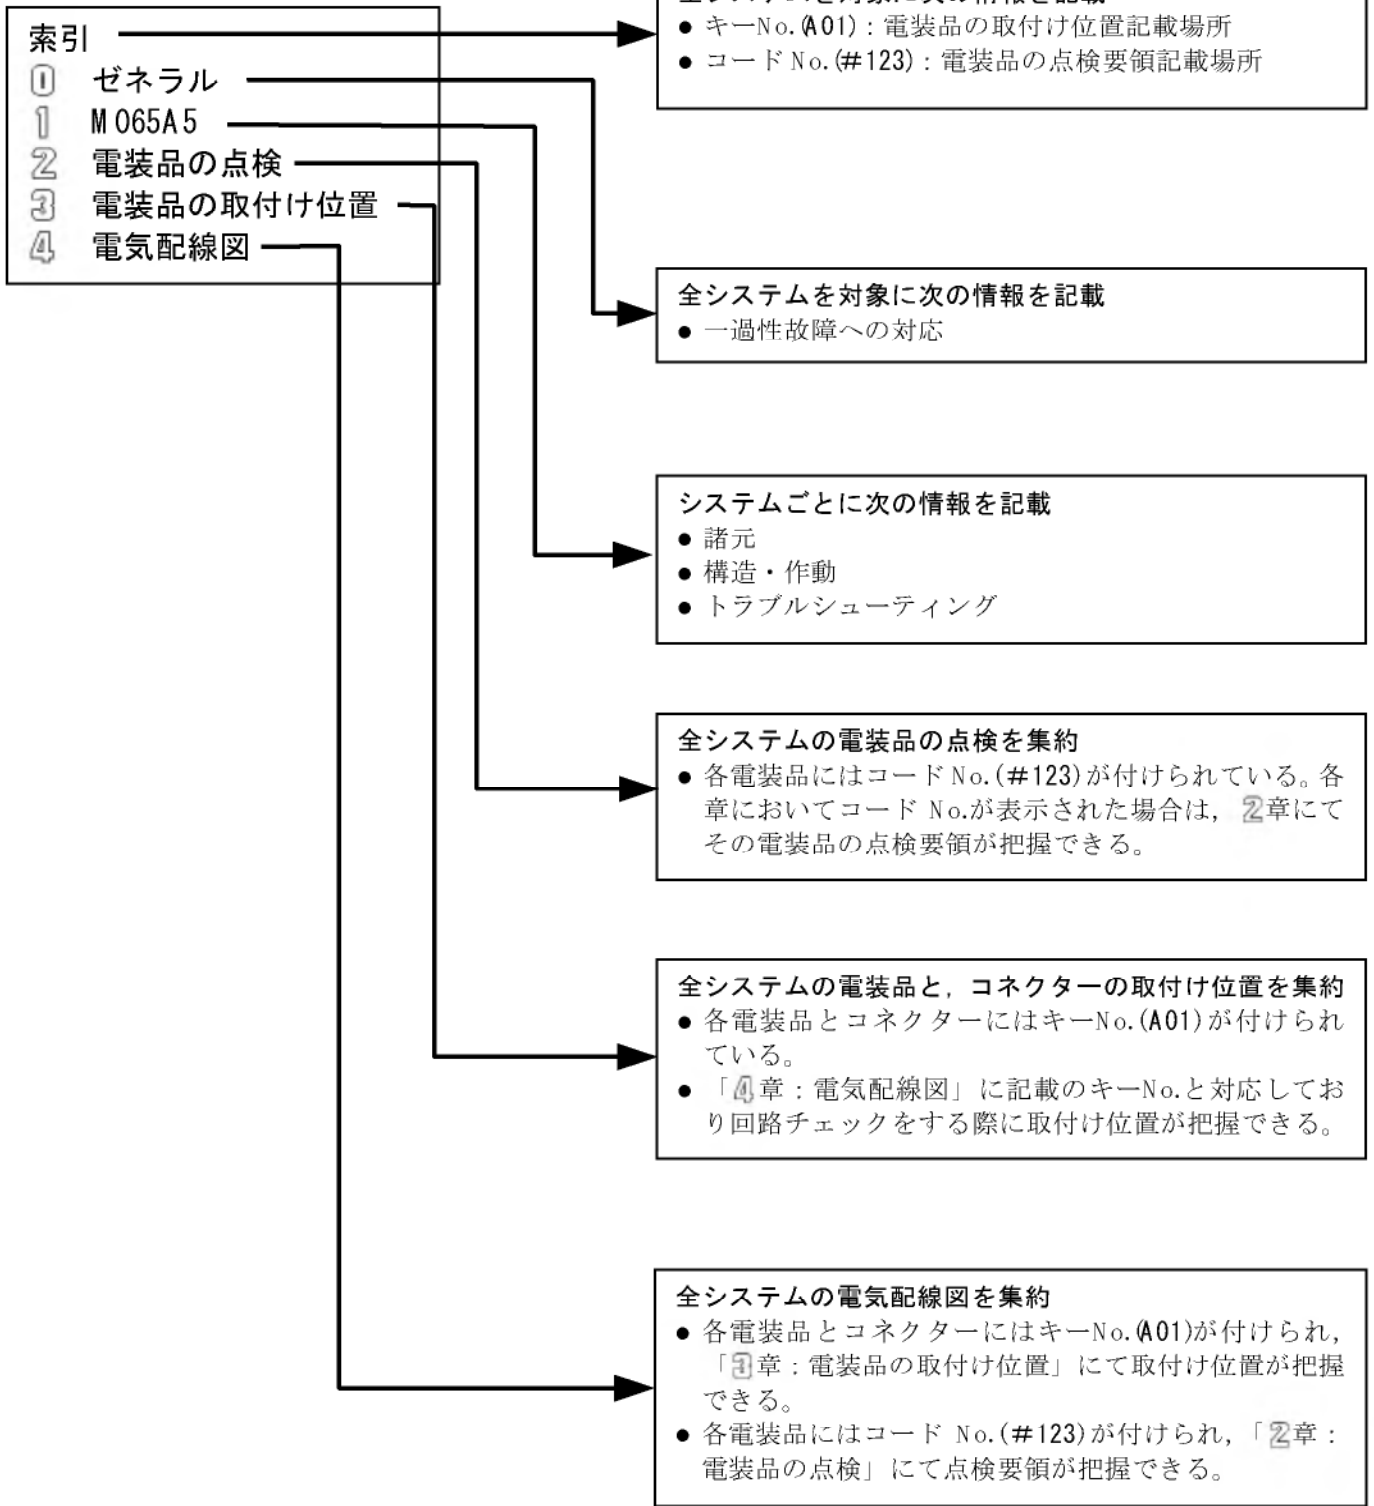 索引
0 ゼネラル
1 M065A5
2 電装品の点検
3 電装品の取付け位置
4 電気配線図
● キーNo.(A01)：電装品の取付け位置記載場所
● コード No.(#123)：電装品の点検要領記載場所
全システムを対象に次の情報を記載
● 一過性故障への対応
システムごとに次の情報を記載
● 諸元
● 構造・作動
● トラブルシューティング
全システムの電装品の点検を集約
● 各電装品にはコード No.(#123)が付けられている。各
章においてコード No.が表示された場合は， 2章にて
その電装品の点検要領が把握できる。
全システムの電装品と，コネクターの取付け位置を集約
● 各電装品とコネクターにはキーNo.(A01)が付けられ
ている。
● 「4章：電気配線図」に記載のキーNo.と対応してお
り回路チェックをする際に取付け位置が把握できる。
全システムの電気配線図を集約
● 各電装品とコネクターにはキーNo.(A01)が付けられ，
「3章：電装品の取付け位置」にて取付け位置が把握
できる。
● 各電装品にはコード No.(#123)が付けられ，「2章：
電装品の点検」にて点検要領が把握できる。